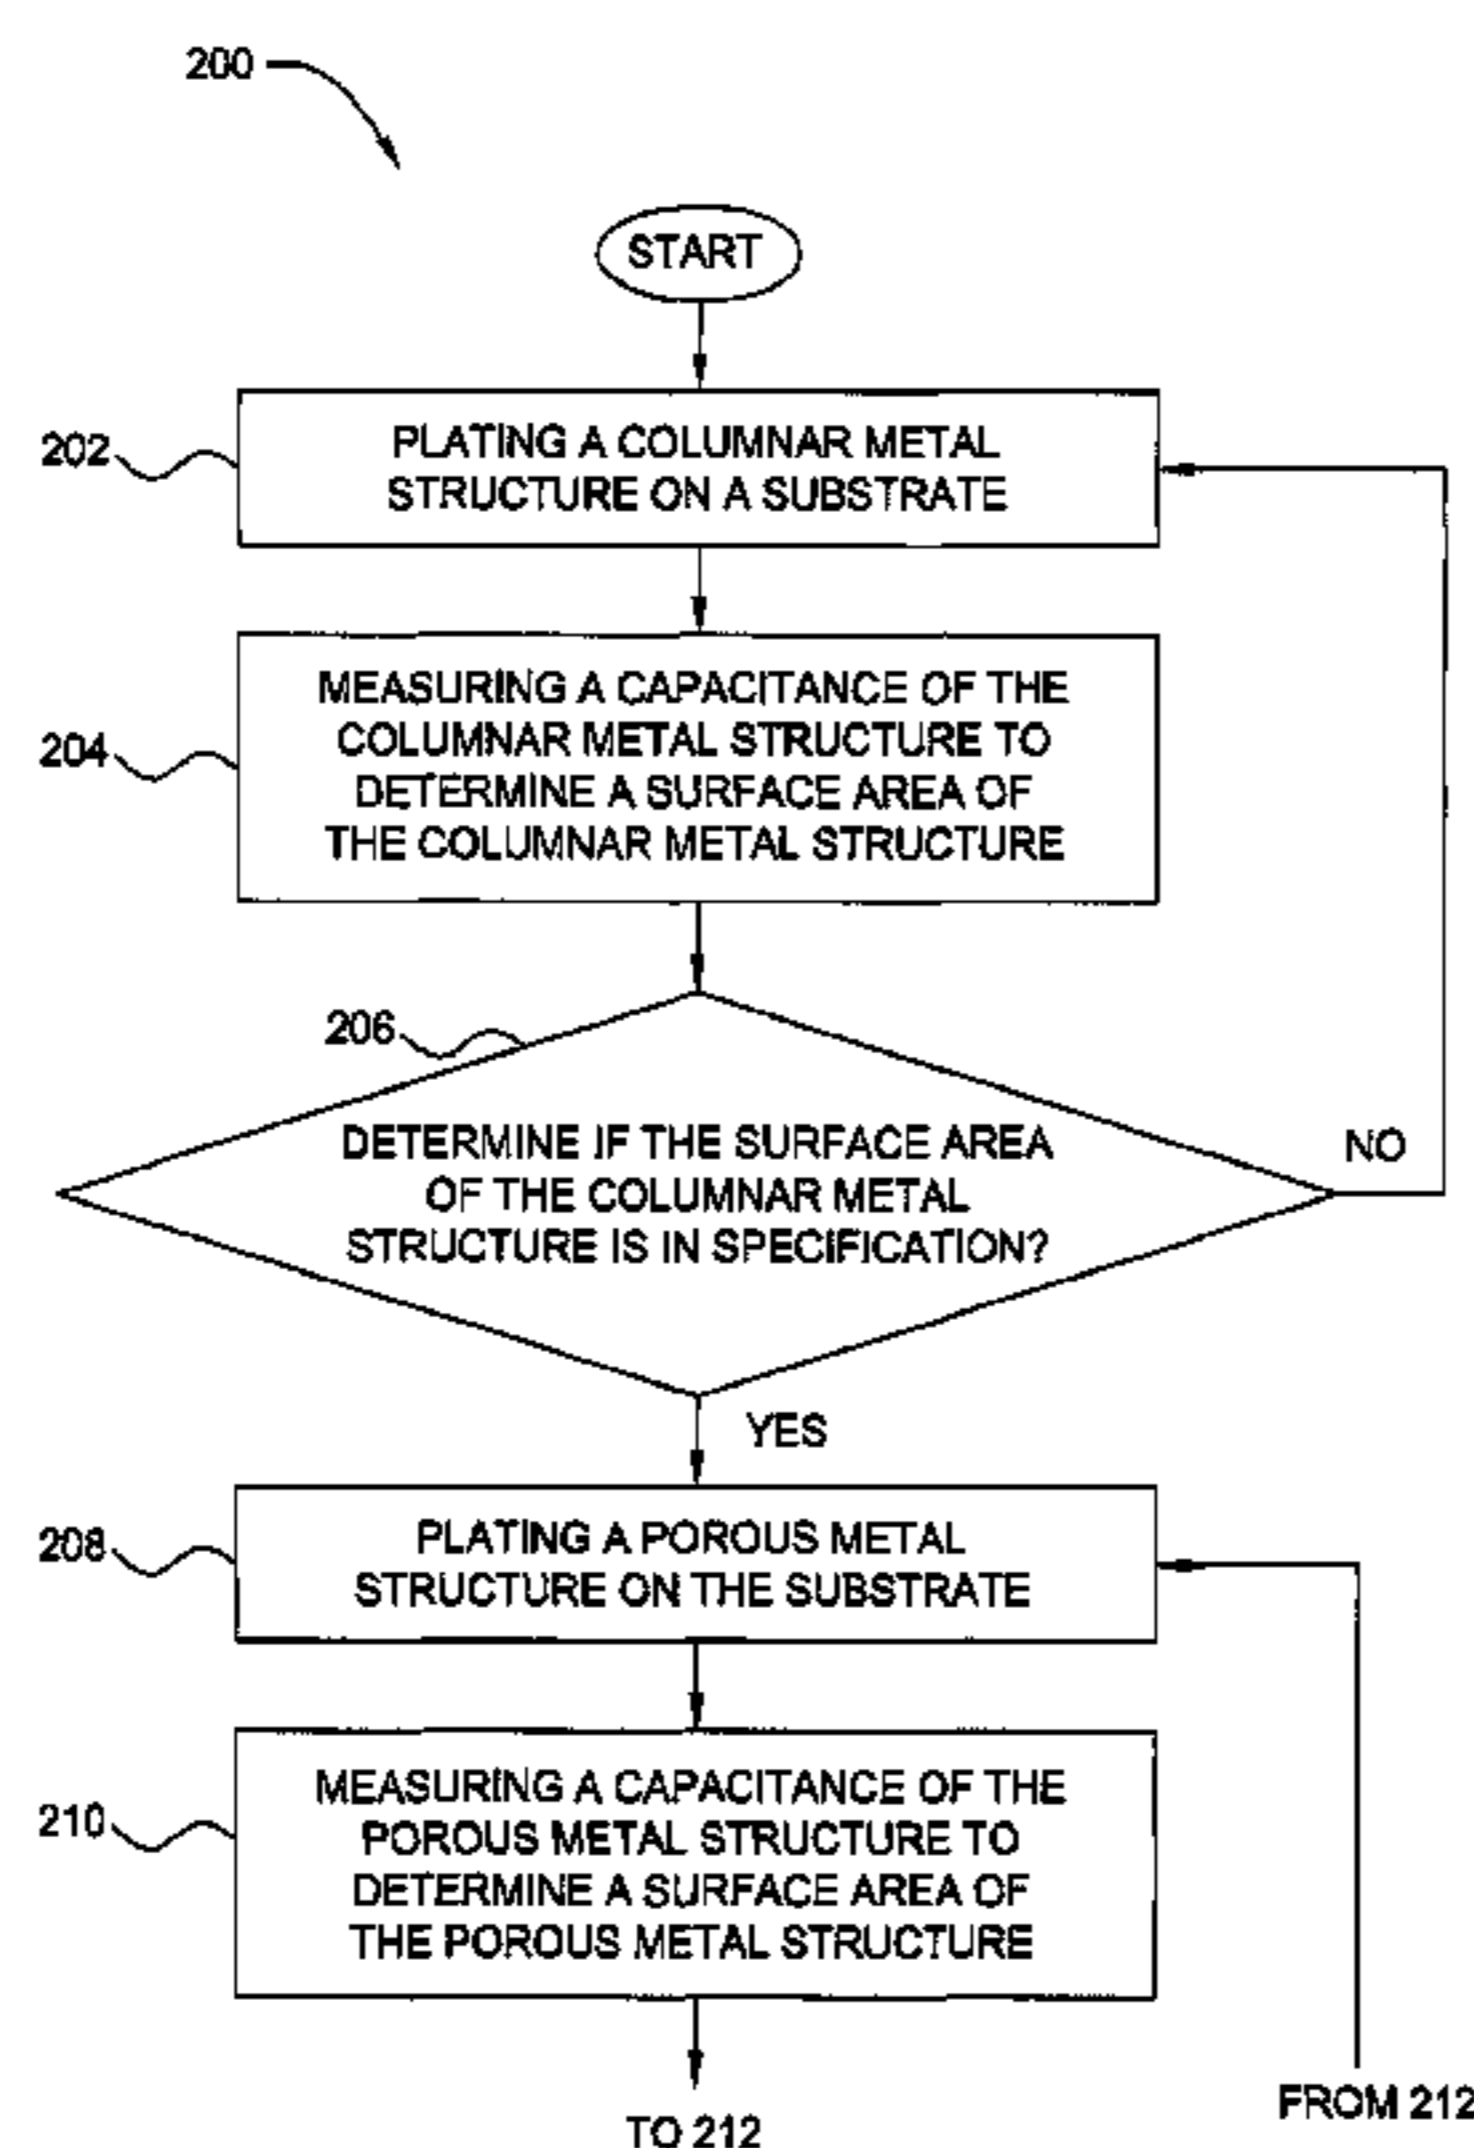 200
START
202
PLATING A COLUMNAR METAL
STRUCTURE ON A SUBSTRATE
204
MEASURING A CAPACITANCE OF THE
COLUMNAR METAL STRUCTURE TO
DETERMINE A SURFACE AREA OF
THE COLUMNAR METAL STRUCTURE
206
DETERMINE IF THE SURFACE AREA
OF THE COLUMNAR METAL
STRUCTURE IS IN SPECIFICATION?
NO
YES
208
PLATING A POROUS METAL
STRUCTURE ON THE SUBSTRATE
210
MEASURING A CAPACITANCE OF THE
POROUS METAL STRUCTURE TO
DETERMINE A SURFACE AREA OF
THE POROUS METAL STRUCTURE
TO 212
FROM 212